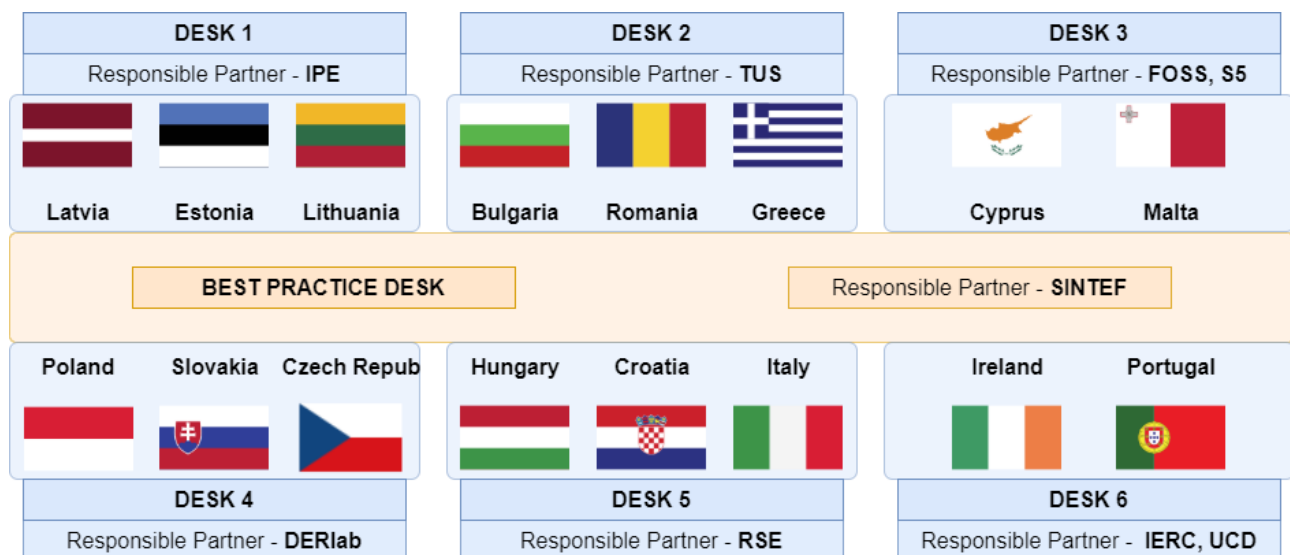 DESK 1
Responsible Partner - IPE
Latvia Estonia Lithuania
DESK 2
Responsible Partner - TUS
Bulgaria Romania Greece
DESK 3
Responsible Partner - FOSS, S5
Cyprus Malta
BEST PRACTICE DESK
Responsible Partner - SINTEF
Poland Slovakia Czech Repub
DESK 4
Responsible Partner - DERlab
Hungary Croatia Italy
DESK 5
Responsible Partner - RSE
Ireland Portugal
DESK 6
Responsible Partner - IERC, UCD